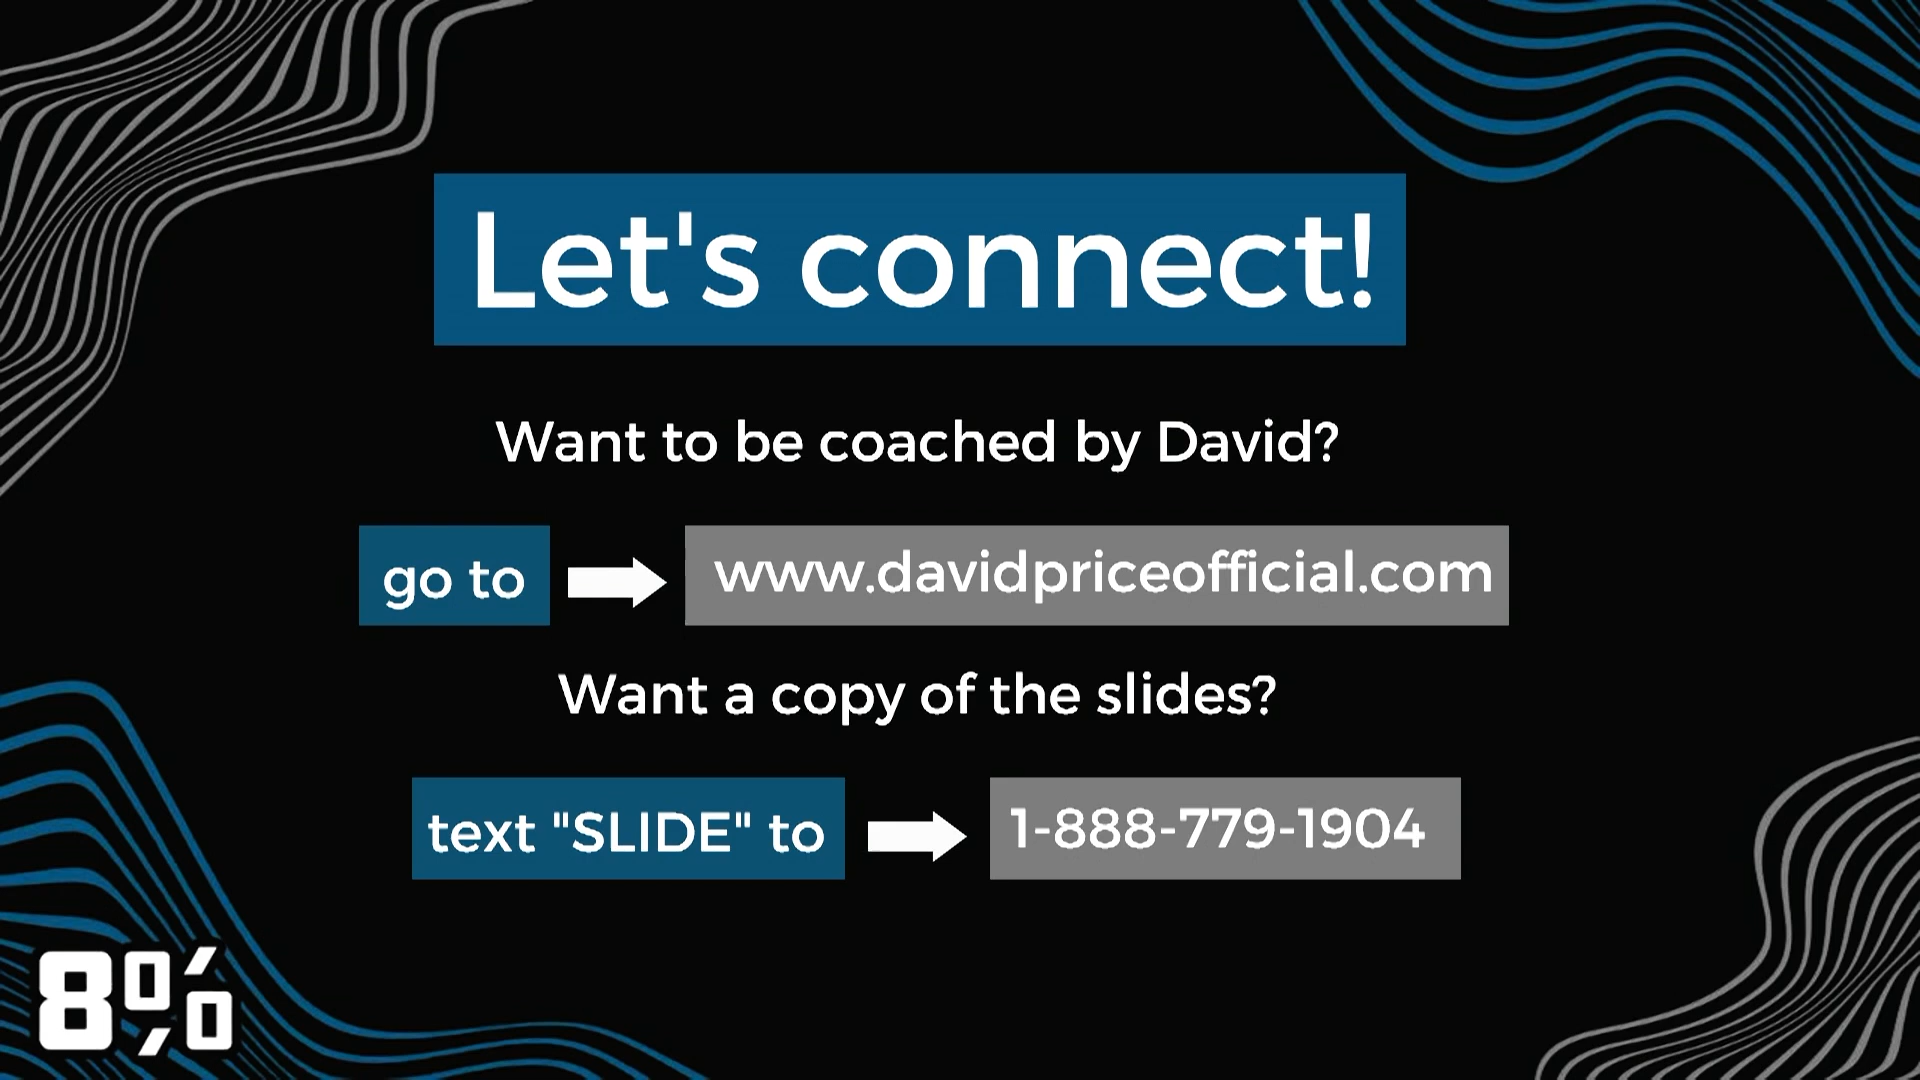 Let's connect!
Want to be coached by David?
go to
www.davidpriceofficial.com
Want a copy of the slides?
text "SLIDE" to
1-888-779-1904
8%